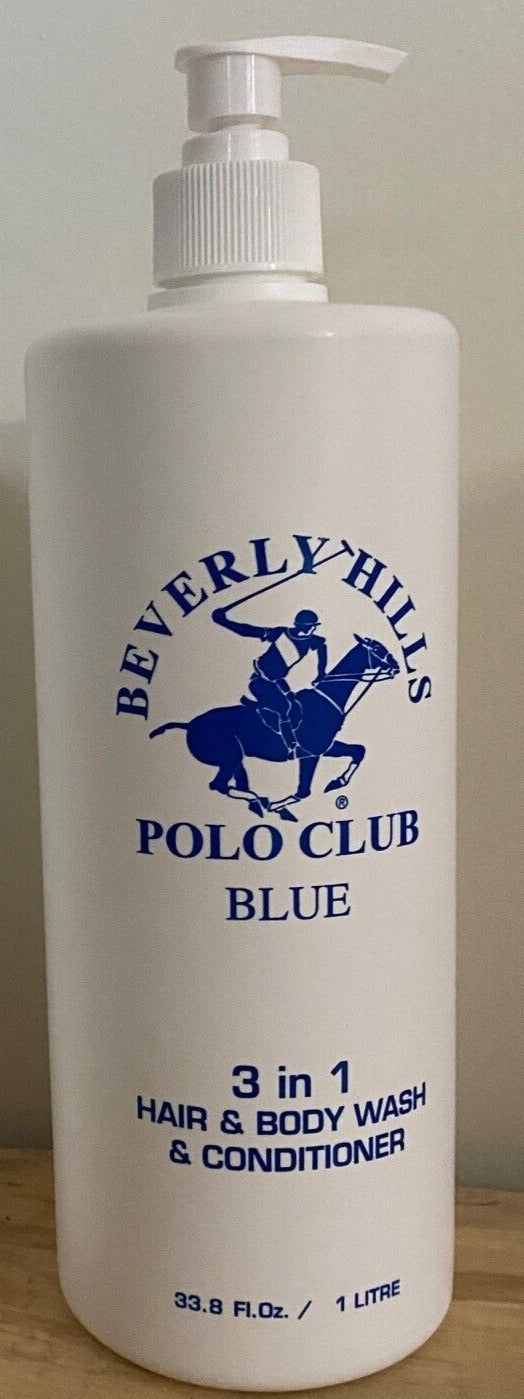 BEVERLY HILLS
®
POLO CLUB
BLUE
3 in 1
HAIR & BODY WASH
& CONDITIONER
33.8 Fl.Oz. / 1 LITRE